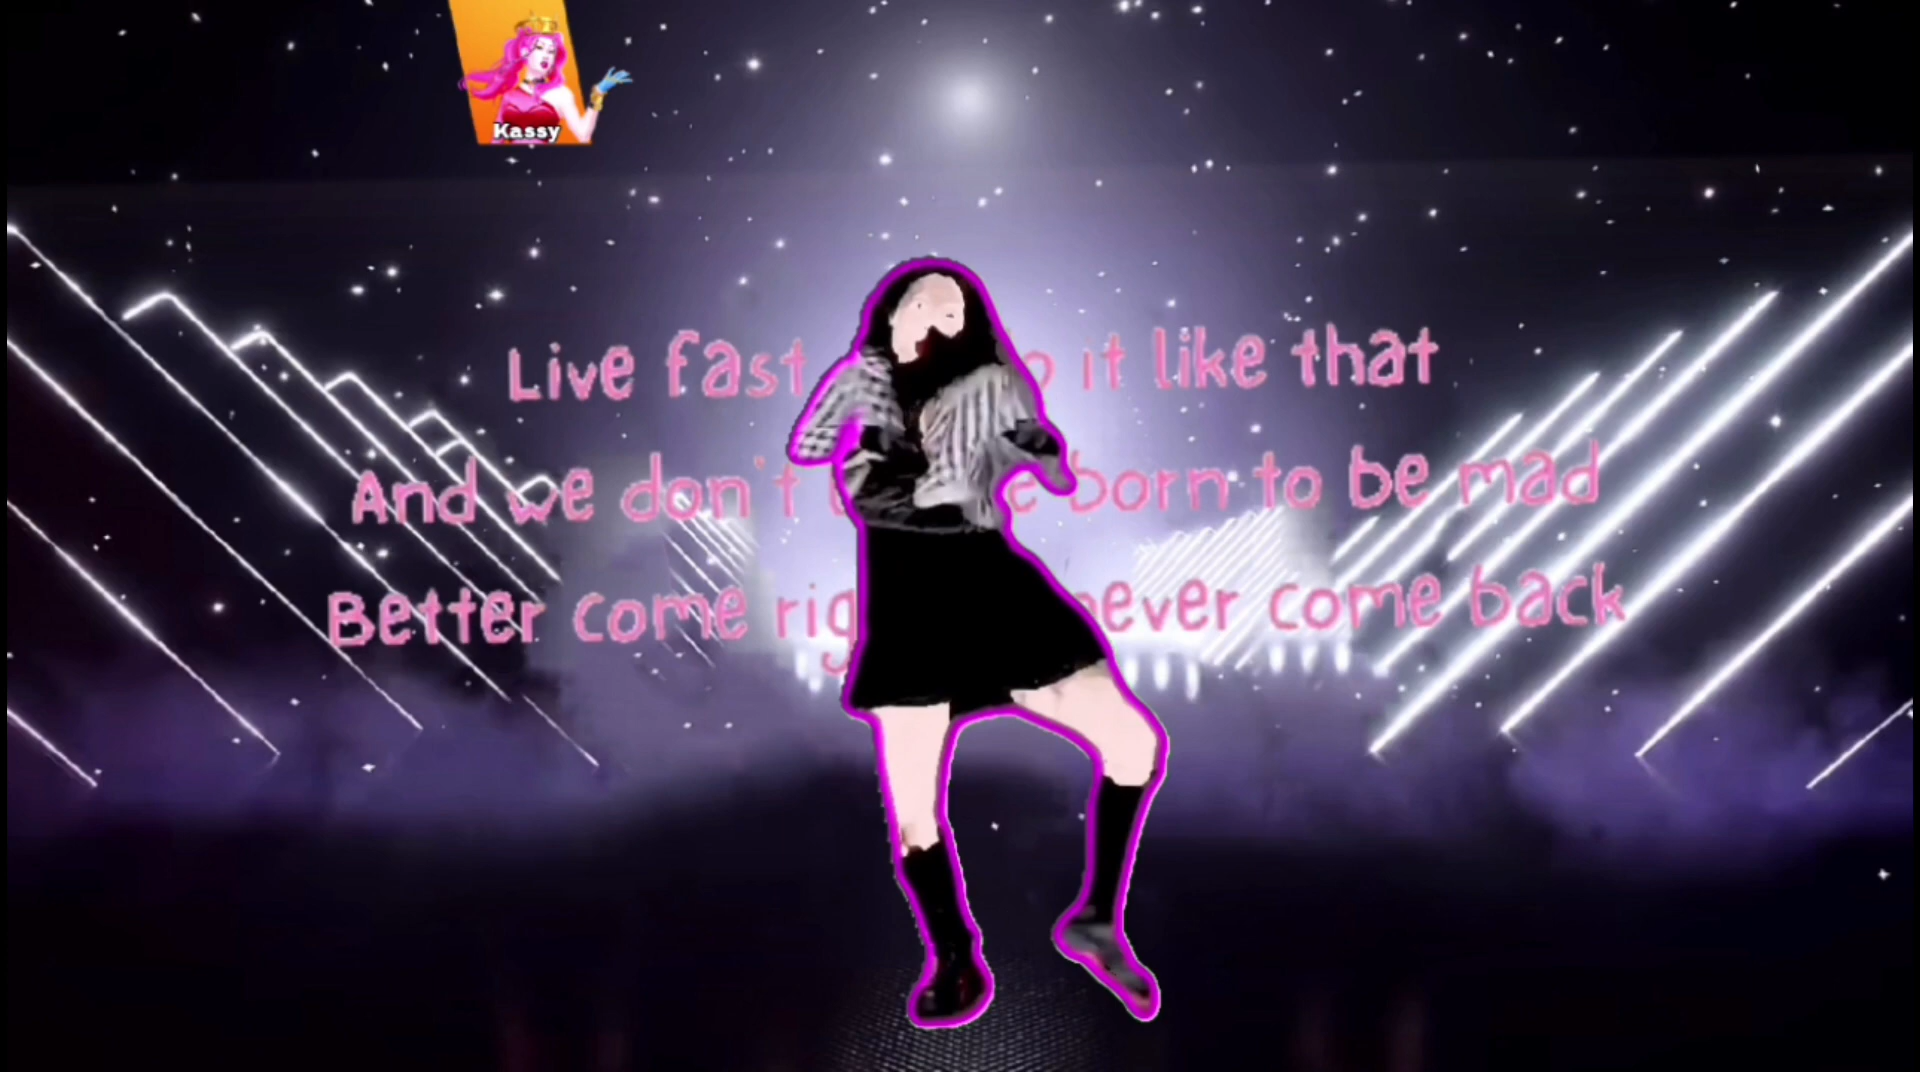 Kassy
Live fast it like that
And we don't born to be mad
Better come never come back